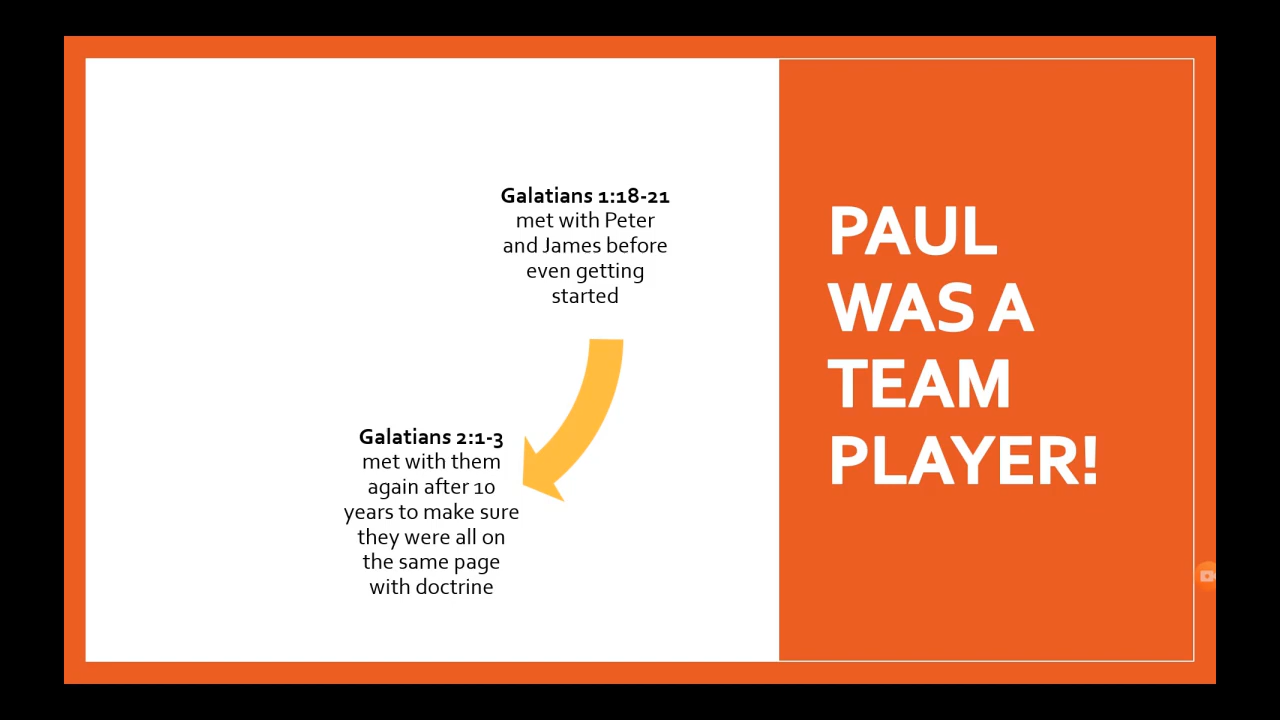 Galatians 1:18-21
met with Peter
and James before
even getting
started
Galatians 2:1-3
met with them
again after 10
years to make sure
they were all on
the same page
with doctrine
PAUL
WAS A
TEAM
PLAYER!